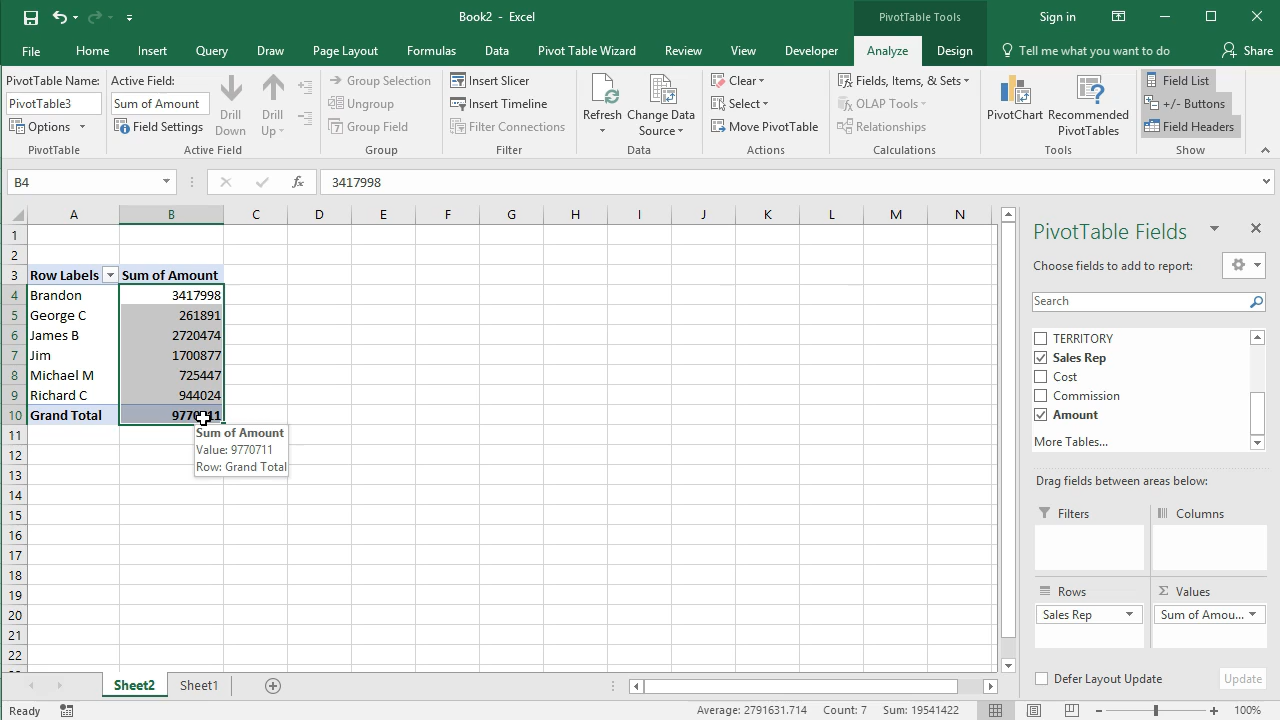 Book2 - Excel
PivotTable Tools
Sign in
File Home Insert Query Draw Page Layout Formulas Data Pivot Table Wizard Review View Developer Analyze Design Tell me what you want to do Share
PivotTable Name:
PivotTable3
Options
PivotTable
Active Field:
Sum of Amount
Field Settings
Drill Down
Drill Up
Active Field
Group Selection
Ungroup
Group Field
Group
Insert Slicer
Insert Timeline
Filter Connections
Filter
Refresh
Change Data Source
Data
Clear
Select
Move PivotTable
Actions
Fields, Items, & Sets
OLAP Tools
Relationships
Calculations
PivotChart
Recommended PivotTables
Tools
Field List
+/- Buttons
Field Headers
Show
B4
fx
3417998
A B C D E F G H I J K L M N
1
2
3 Row Labels Sum of Amount
4 Brandon 3417998
5 George C 261891
6 James B 2720474
7 Jim 1700877
8 Michael M 725447
9 Richard C 944024
10 Grand Total
Sum of Amount
Value: 9770711
Row: Grand Total
11
12
13
14
15
16
17
18
19
20
21
22
PivotTable Fields
Choose fields to add to report:
Search
TERRITORY
Sales Rep
Cost
Commission
Amount
More Tables...
Drag fields between areas below:
Filters
Columns
Rows
Sales Rep
Values
Sum of Amou...
Defer Layout Update
Update
Sheet2 Sheet1
Ready
Average: 2791631.714 Count: 7 Sum: 19541422
100%